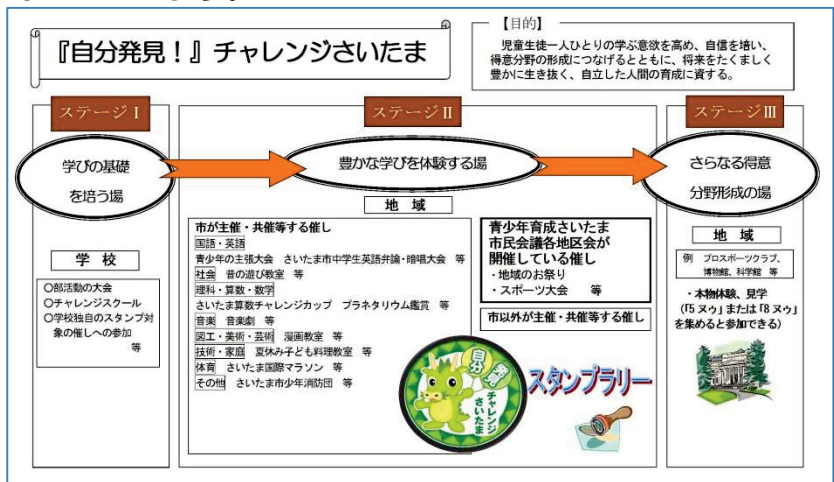 『自分発見！』チャレンジさいたま
【目的】
児童生徒一人ひとりの学ぶ意欲を高め、自信を培い、
得意分野の形成につなげるとともに、将来をたくましく
豊かに生き抜く、自立した人間の育成に資する。
ステージⅠ
学びの基礎
を培う場
学 校
○部活動の大会
○チャレンジスクール
○学校独自のスタンプ対
象の催しへの参加
等
ステージⅡ
豊かな学びを体験する場
地 域
市が主催・共催等する催し
国語・英語
青少年の主張大会 さいたま市中学生英語弁論・暗唱大会 等
社会 昔の遊び教室 等
理科・算数・数学
さいたま算数チャレンジカップ プラネタリウム鑑賞 等
音楽 音楽劇 等
図工・美術・芸術 漫画教室 等
技術・家庭 夏休み子ども料理教室 等
体育 さいたま国際マラソン 等
その他 さいたま市少年消防団 等
青少年育成さいたま
市民会議各地区会が
開催している催し
・地域のお祭り
・スポーツ大会 等
市以外が主催・共催等する催し
自分発見
チャレンジ
さいたま
スタンプラリー
ステージⅢ
さらなる得意
分野形成の場
地 域
例 プロスポーツクラブ、
博物館、科学館 等
・本物体験、見学
（「5 ヌゥ」または「8 ヌゥ」
を集めると参加できる）